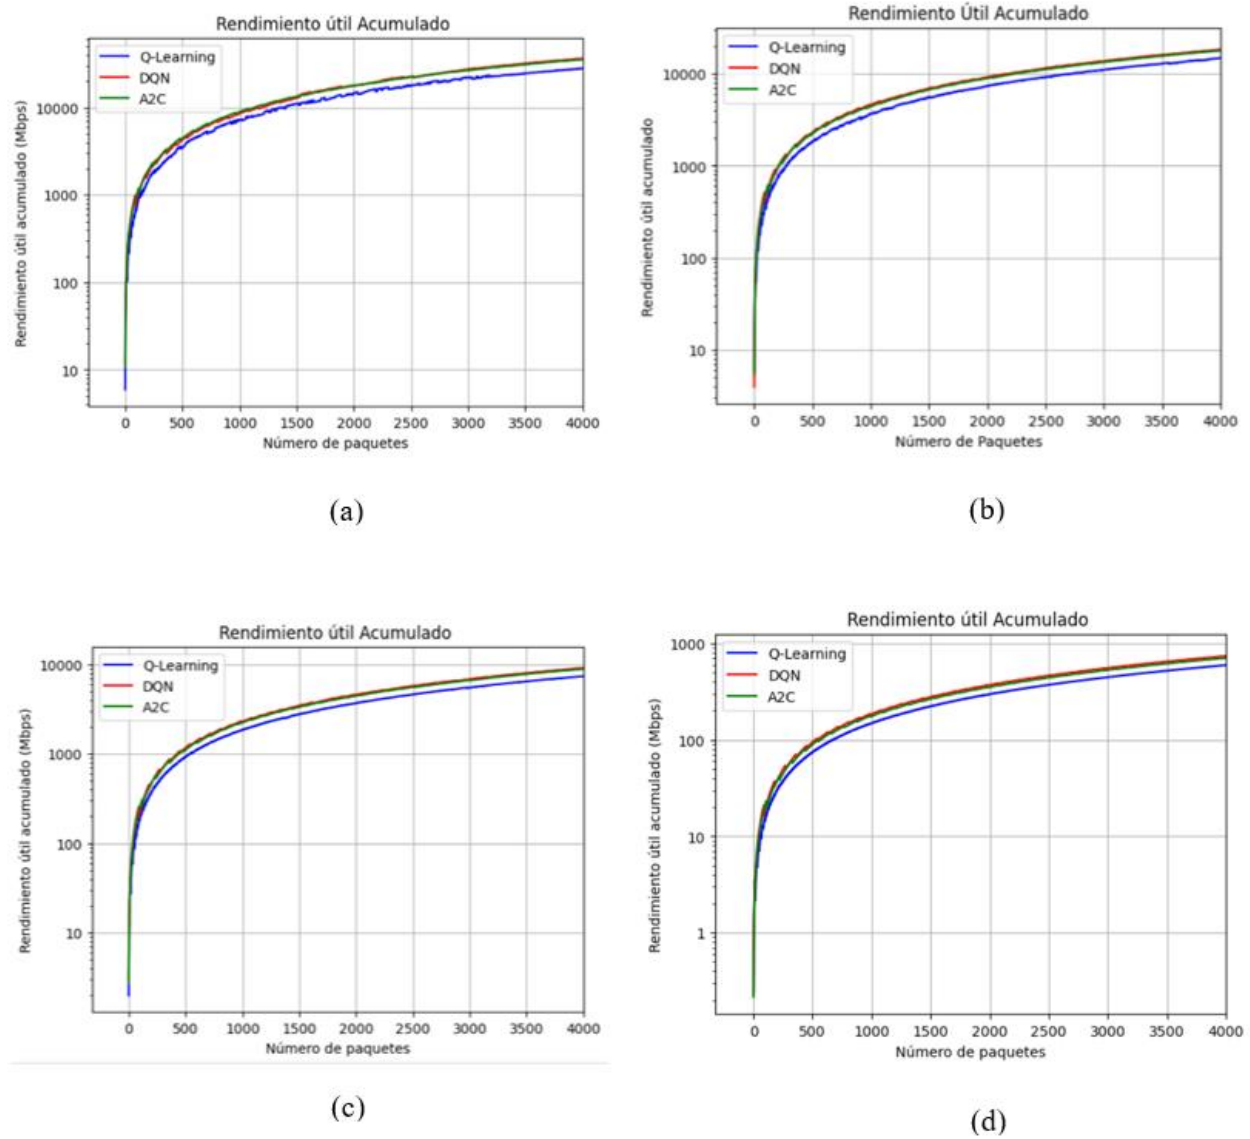 Rendimiento útil Acumulado
Q-Learning
DQN
A2C
10000
1000
100
10
Rendimiento útil acumulado (Mbps)
0 500 1000 1500 2000 2500 3000 3500 4000
Número de paquetes
(a)
Rendimiento Útil Acumulado
Q-Learning
DQN
A2C
10000
1000
100
10
Rendimiento útil acumulado
0 500 1000 1500 2000 2500 3000 3500 4000
Número de Paquetes
(b)
Rendimiento útil Acumulado
Q-Learning
DQN
A2C
10000
1000
100
10
Rendimiento útil acumulado (Mbps)
0 500 1000 1500 2000 2500 3000 3500 4000
Número de paquetes
(c)
Rendimiento útil Acumulado
Q-Learning
DQN
A2C
1000
100
10
1
Rendimiento útil acumulado (Mbps)
0 500 1000 1500 2000 2500 3000 3500 4000
Número de paquetes
(d)